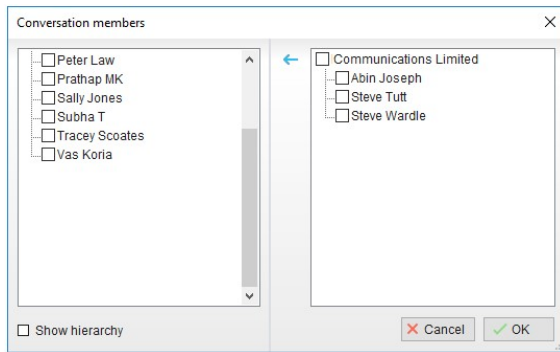 Conversation members
Peter Law
Prathap MK
Sally Jones
Subha T
Tracey Scoates
Vas Koria
Communications Limited
Abin Joseph
Steve Tutt
Steve Wardle
Show hierarchy
Cancel
OK